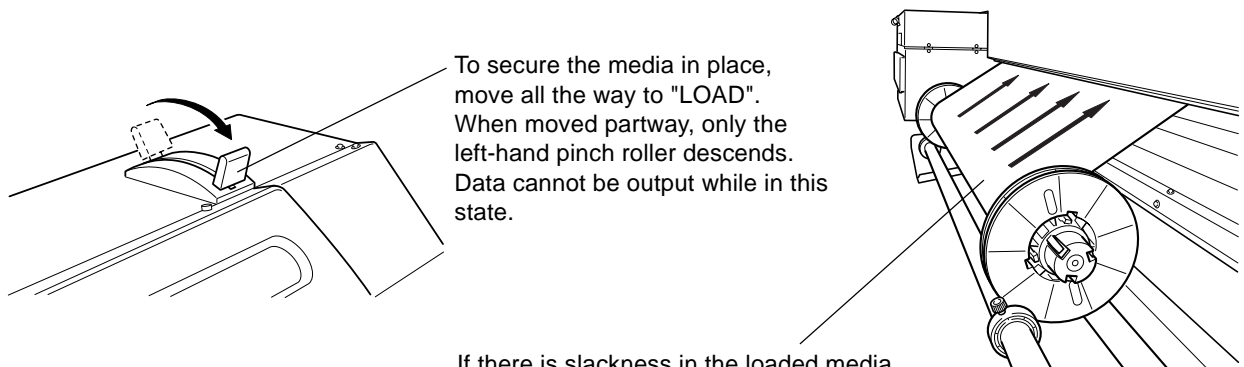 To secure the media in place,
move all the way to "LOAD".
When moved partway, only the
left-hand pinch roller descends.
Data cannot be output while in this
state.
If there is slackness in the loaded media